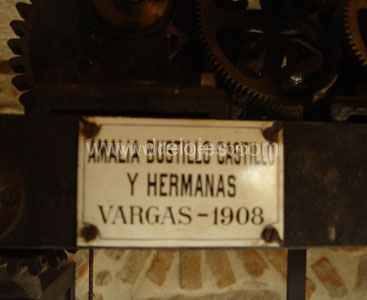 AMALIA BUSTILLO CASTILLO
Y HERMANAS
VARGAS-1908